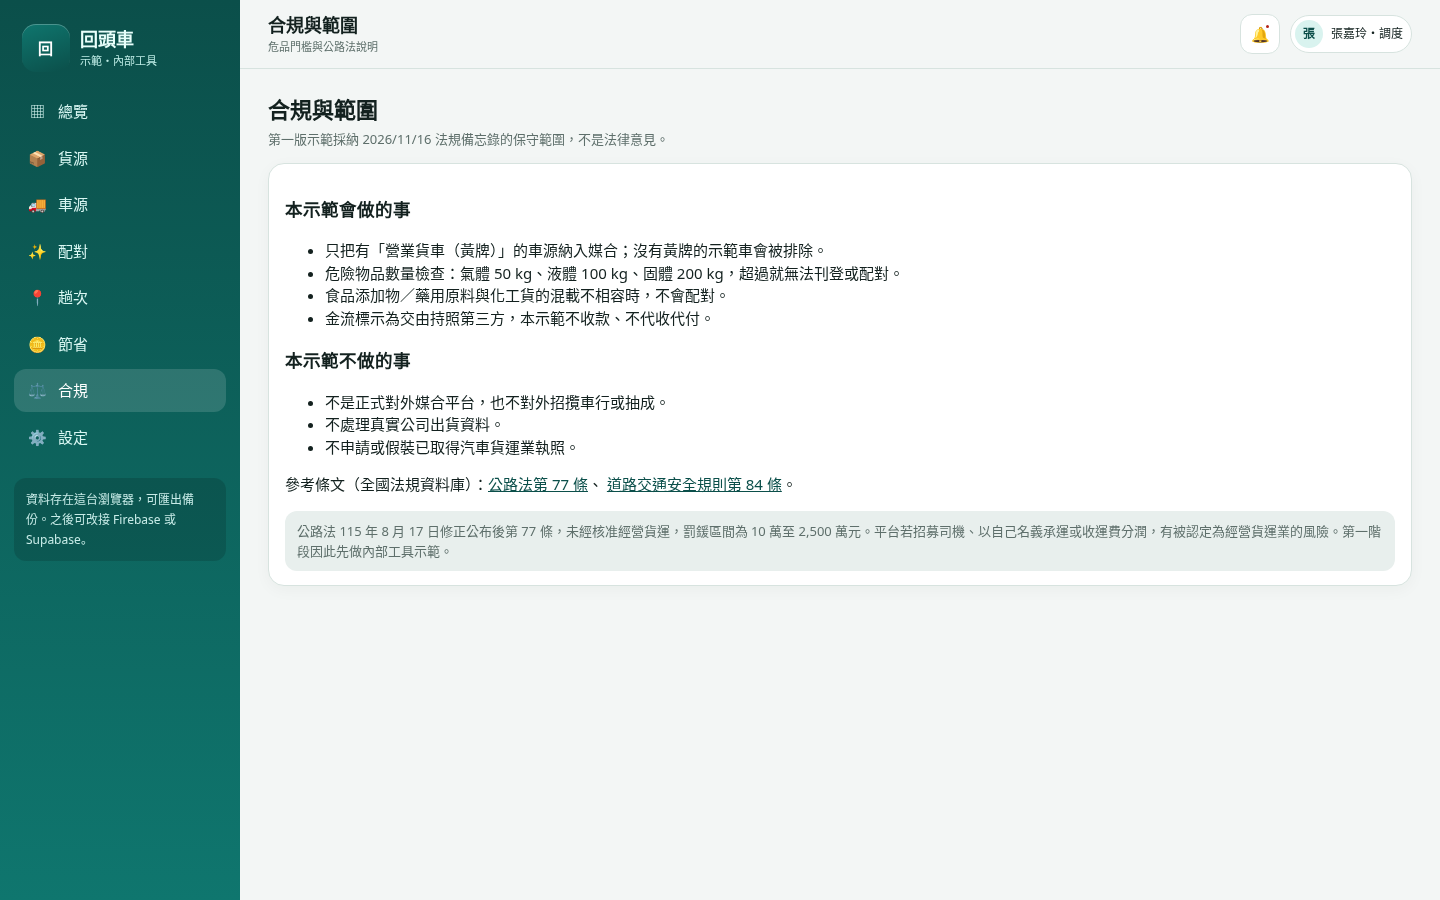 回
回頭車
示範・內部工具
總覽
貨源
車源
配對
趟次
節省
合規
設定
資料存在這台瀏覽器，可匯出備
份。之後可改接 Firebase 或
Supabase。
合規與範圍
危品門檻與公路法說明
張
張嘉玲・調度
合規與範圍
第一版示範採納 2026/11/16 法規備忘錄的保守範圍，不是法律意見。
本示範會做的事
• 只把有「營業貨車（黃牌）」的車源納入媒合；沒有黃牌的示範車會被排除。
• 危險物品數量檢查：氣體 50 kg、液體 100 kg、固體 200 kg，超過就無法刊登或配對。
• 食品添加物／藥用原料與化工貨的混載不相容時，不會配對。
• 金流標示為交由持照第三方，本示範不收款、不代收代付。
本示範不做的事
• 不是正式對外媒合平台，也不對外招攬車行或抽成。
• 不處理真實公司出貨資料。
• 不申請或假裝已取得汽車貨運業執照。
參考條文（全國法規資料庫）：公路法第 77 條、 道路交通安全規則第 84 條。
公路法 115 年 8 月 17 日修正公布後第 77 條，未經核准經營貨運，罰鍰區間為 10 萬至 2,500 萬元。平台若招募司機、以自己名義承運或收運費分潤，有被認定為經營貨運業的風險。第一階
段因此先做內部工具示範。